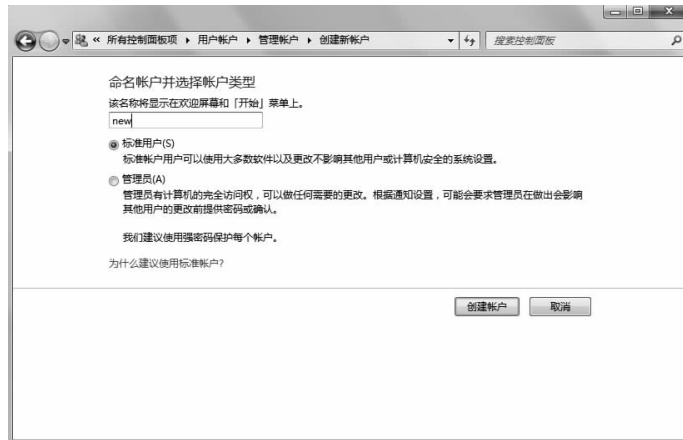 « 所有控制面板项 ▸ 用户帐户 ▸ 管理帐户 ▸ 创建新帐户
搜索控制面板
命名帐户并选择帐户类型
该名称将显示在欢迎屏幕和「开始」菜单上。
new
标准用户(S)
标准帐户用户可以使用大多数软件以及更改不影响其他用户或计算机安全的系统设置。
管理员(A)
管理员有计算机的完全访问权，可以做任何需要的更改。根据通知设置，可能会要求管理员在做出会影响
其他用户的更改前提供密码或确认。
我们建议使用强密码保护每个帐户。
为什么建议使用标准帐户?
创建帐户
取消